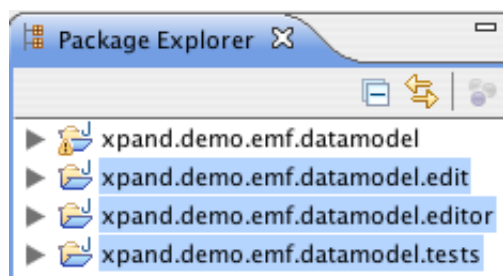 Package Explorer
xpand.demo.emf.datamodel
xpand.demo.emf.datamodel.edit
xpand.demo.emf.datamodel.editor
xpand.demo.emf.datamodel.tests